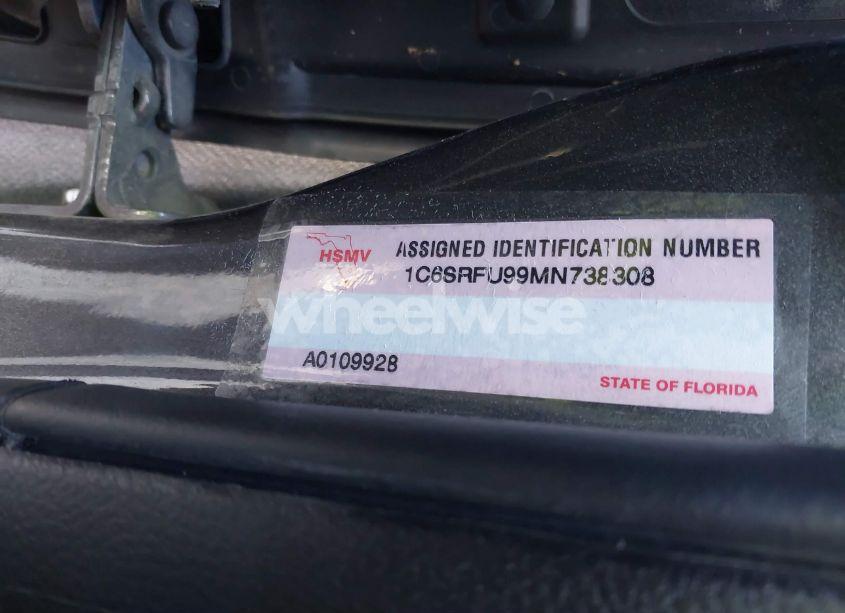 HSMV
ASSIGNED IDENTIFICATION NUMBER
1C6SRFU99MN738308
wheelwise
A0109928
STATE OF FLORIDA